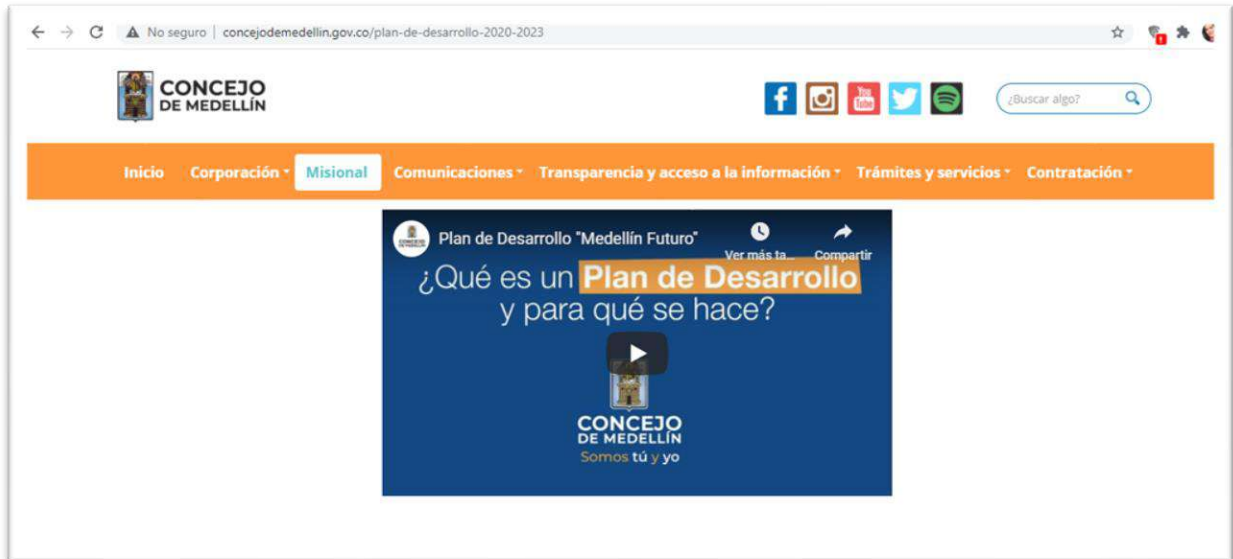 No seguro | concejodemedellin.gov.co/plan-de-desarrollo-2020-2023
CONCEJO
DE MEDELLÍN
You
Tube
¿Buscar algo?
Inicio Corporación Misional Comunicaciones Transparencia y acceso a la información Trámites y servicios Contratación
Plan de Desarrollo "Medellín Futuro"
Ver más ta... Compartir
¿Qué es un Plan de Desarrollo
y para qué se hace?
CONCEJO
DE MEDELLÍN
Somos tú y yo